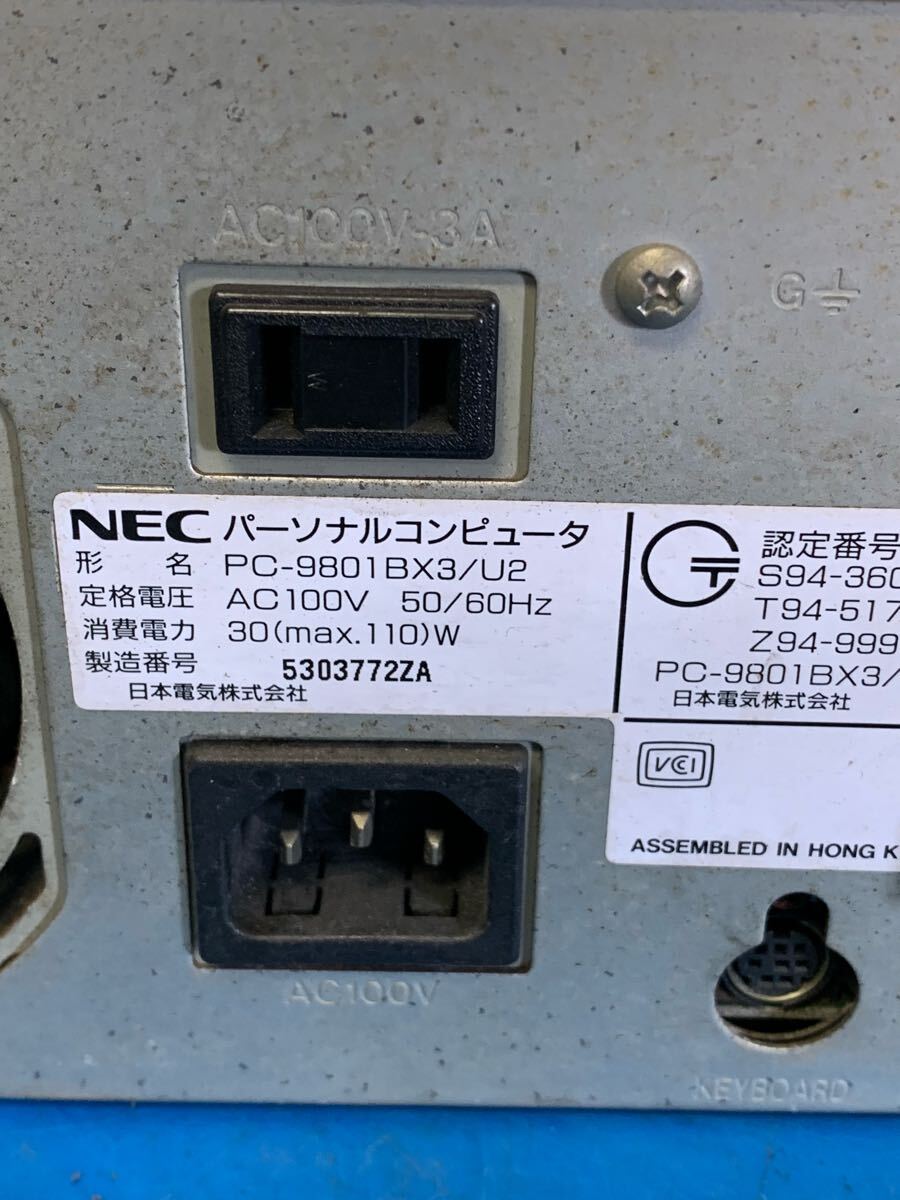 AC100V-3A
G
NEC パーソナルコンピュータ
形 名 PC-9801BX3/U2
定格電圧 AC100V 50/60Hz
消費電力 30(max.110)W
製造番号 5303772ZA
日本電気株式会社
認定番号
S94-360
T94-517
Z94-999
PC-9801BX3/
日本電気株式会社
VCCI
ASSEMBLED IN HONG K
AC100V
KEYBOARD